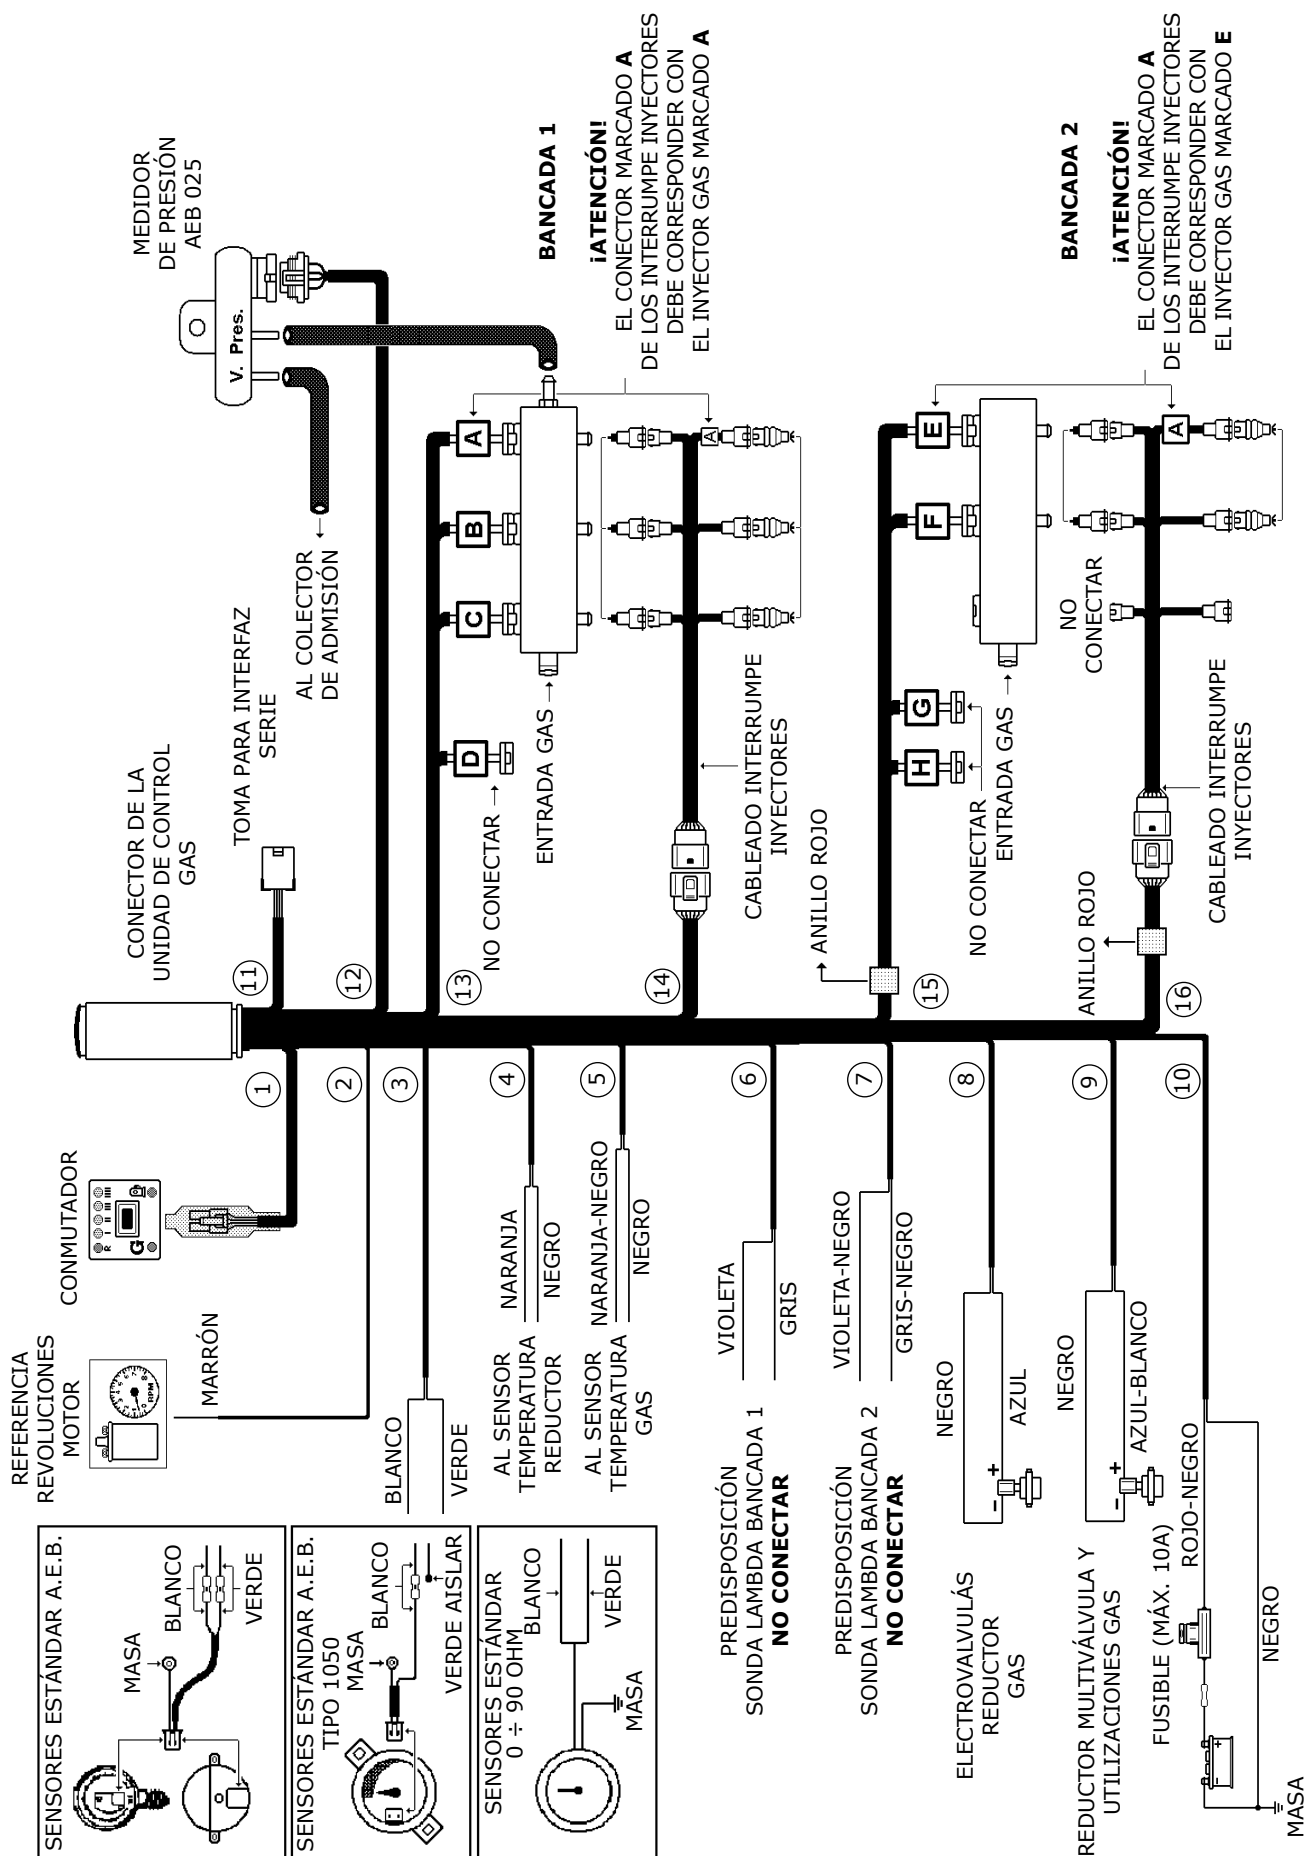 SENSORES ESTÁNDAR A.E.B.
MASA
BLANCO
VERDE
SENSORES ESTÁNDAR A.E.B.
TIPO 1050
MASA
BLANCO
VERDE AISLAR
SENSORES ESTÁNDAR
0 ÷ 90 OHM
BLANCO
VERDE
MASA
REFERENCIA
REVOLUCIONES
MOTOR
RPM
MARRÓN
CONMUTADOR
R I II III IIII
G
CONECTOR DE LA
UNIDAD DE CONTROL
GAS
TOMA PARA INTERFAZ
SERIE
MEDIDOR
DE PRESIÓN
AEB 025
V. Pres.
AL COLECTOR
DE ADMISIÓN
1
2
3
4
5
6
7
8
9
10
11
12
13
14
15
16
BLANCO
VERDE
AL SENSOR
TEMPERATURA
REDUCTOR
NARANJA
NEGRO
AL SENSOR
TEMPERATURA
GAS
NARANJA-NEGRO
NEGRO
PREDISPOSICIÓN
SONDA LAMBDA BANCADA 1
NO CONECTAR
VIOLETA
GRIS
PREDISPOSICIÓN
SONDA LAMBDA BANCADA 2
NO CONECTAR
VIOLETA-NEGRO
GRIS-NEGRO
ELECTROVALVULÁS
REDUCTOR
GAS
NEGRO
AZUL
− +
REDUCTOR MULTIVÁLVULA Y
UTILIZACIONES GAS
NEGRO
AZUL-BLANCO
− +
FUSIBLE (MÁX. 10A)
ROJO-NEGRO
NEGRO
- +
MASA
D
C
B
A
NO CONECTAR
ENTRADA GAS
A
CABLEADO INTERRUMPE
INYECTORES
BANCADA 1
¡ATENCIÓN!
EL CONECTOR MARCADO A
DE LOS INTERRUMPE INYECTORES
DEBE CORRESPONDER CON
EL INYECTOR GAS MARCADO A
ANILLO ROJO
H
G
F
E
NO CONECTAR
ENTRADA GAS
NO
CONECTAR
A
ANILLO ROJO
CABLEADO INTERRUMPE
INYECTORES
BANCADA 2
¡ATENCIÓN!
EL CONECTOR MARCADO A
DE LOS INTERRUMPE INYECTORES
DEBE CORRESPONDER CON
EL INYECTOR GAS MARCADO E